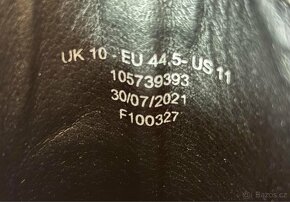 UK 10 - EU 44,5- US 11
105739393
30/07/2021
F100327